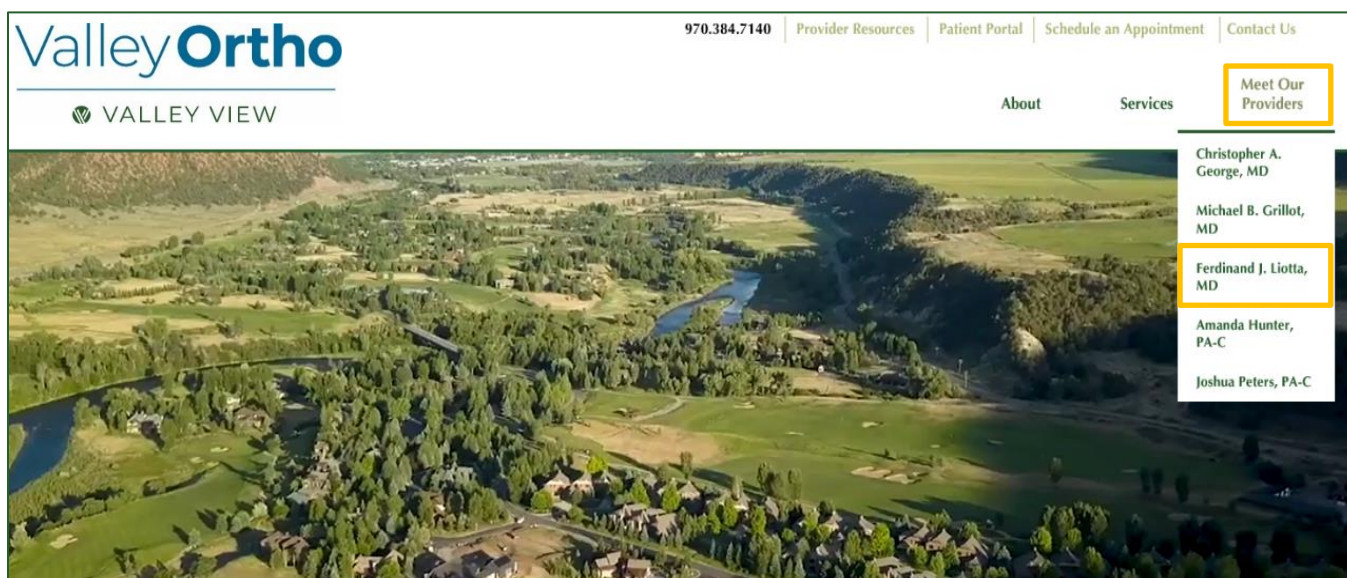 Valley Ortho
VALLEY VIEW
970.384.7140 Provider Resources Patient Portal Schedule an Appointment Contact Us
About Services Meet Our
Providers
Christopher A.
George, MD
Michael B. Grillot,
MD
Ferdinand J. Liotta,
MD
Amanda Hunter,
PA-C
Joshua Peters, PA-C